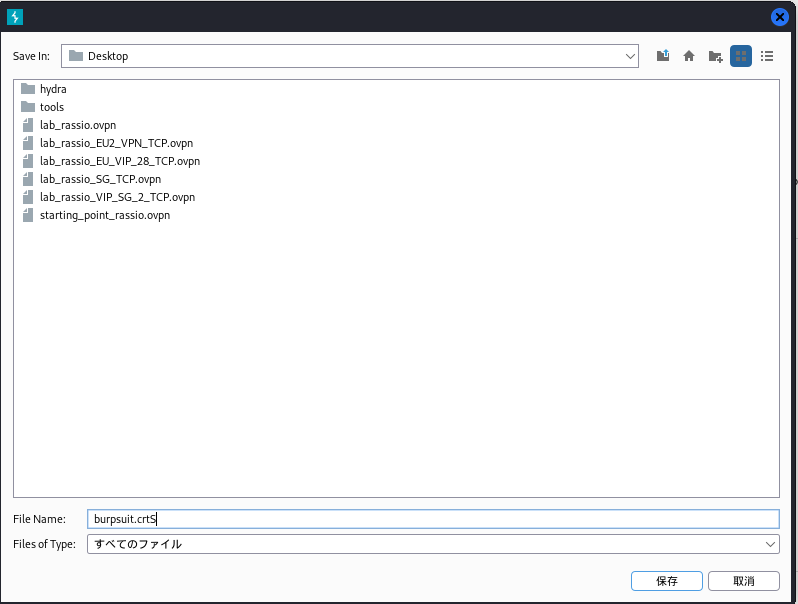 Save In: Desktop
hydra
tools
lab_rassio.ovpn
lab_rassio_EU2_VPN_TCP.ovpn
lab_rassio_EU_VIP_28_TCP.ovpn
lab_rassio_SG_TCP.ovpn
lab_rassio_VIP_SG_2_TCP.ovpn
starting_point_rassio.ovpn
File Name: burpsuit.crtS
Files of Type: すべてのファイル
保存 取消